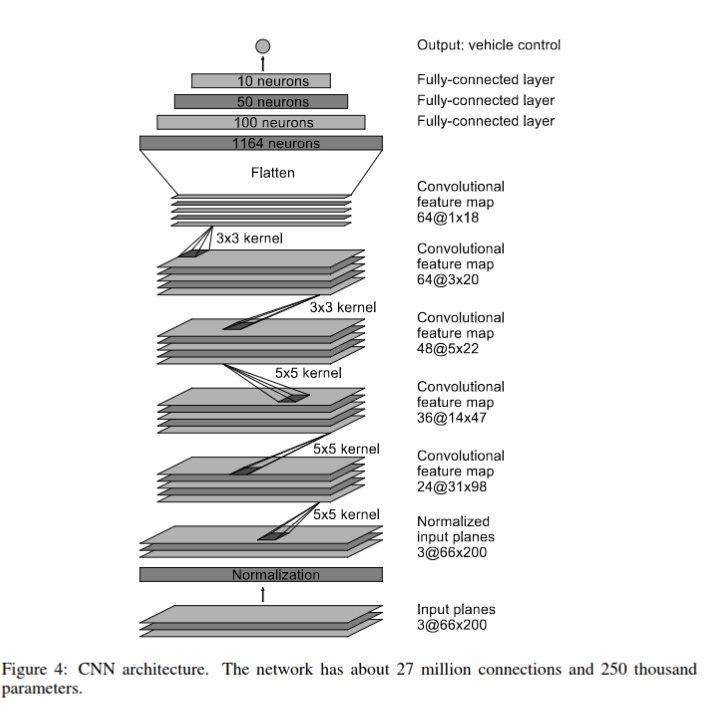 Output: vehicle control
10 neurons
Fully-connected layer
50 neurons
Fully-connected layer
100 neurons
Fully-connected layer
1164 neurons
Flatten
Convolutional
feature map
64@1x18
3x3 kernel
Convolutional
feature map
64@3x20
3x3 kernel
Convolutional
feature map
48@5x22
5x5 kernel
Convolutional
feature map
36@14x47
5x5 kernel
Convolutional
feature map
24@31x98
5x5 kernel
Normalized
input planes
3@66x200
Normalization
Input planes
3@66x200
Figure 4: CNN architecture. The network has about 27 million connections and 250 thousand
parameters.